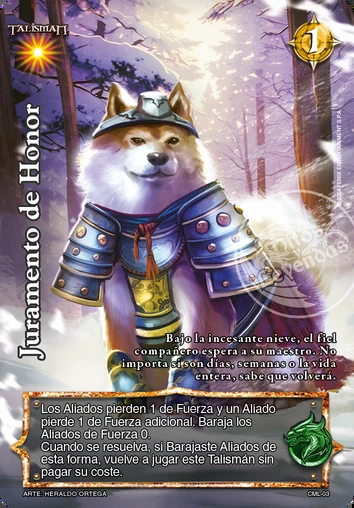 TALISMAN
1
Juramento de Honor
Bajo la incesante nieve, el fiel
compañero espera a su maestro. No
importa si son días, semanas o la vida
entera, sabe que volverá.
Los Aliados pierden 1 de Fuerza y un Aliado
pierde 1 de Fuerza adicional. Baraja los
Aliados de Fuerza 0.
Cuando se resuelva, si Barajaste Aliados de
esta forma, vuelve a jugar este Talismán sin
pagar su coste.
ARTE: HERALDO ORTEGA
CML-03